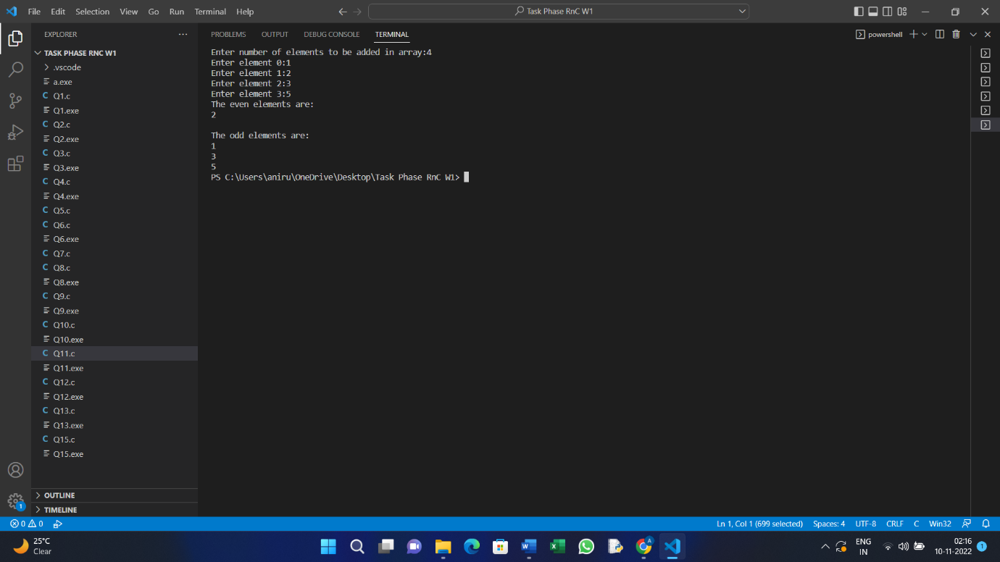 File Edit Selection View Go Run Terminal Help
Task Phase RnC W1
EXPLORER
TASK PHASE RNC W1
.vscode
a.exe
C Q1.c
Q1.exe
C Q2.c
Q2.exe
C Q3.c
Q3.exe
C Q4.c
Q4.exe
C Q5.c
C Q6.c
Q6.exe
C Q7.c
C Q8.c
Q8.exe
C Q9.c
Q9.exe
C Q10.c
Q10.exe
C Q11.c
Q11.exe
C Q12.c
Q12.exe
C Q13.c
Q13.exe
C Q15.c
Q15.exe
OUTLINE
TIMELINE
PROBLEMS OUTPUT DEBUG CONSOLE TERMINAL
powershell
Enter number of elements to be added in array:4
Enter element 0:1
Enter element 1:2
Enter element 2:3
Enter element 3:5
The even elements are:
2
The odd elements are:
1
3
5
PS C:\Users\aniru\OneDrive\Desktop\Task Phase RnC W1>
1
0 0
Ln 1, Col 1 (699 selected) Spaces: 4 UTF-8 CRLF C Win32
25°C
Clear
W
X
A
ENG
IN
02:16
10-11-2022
1